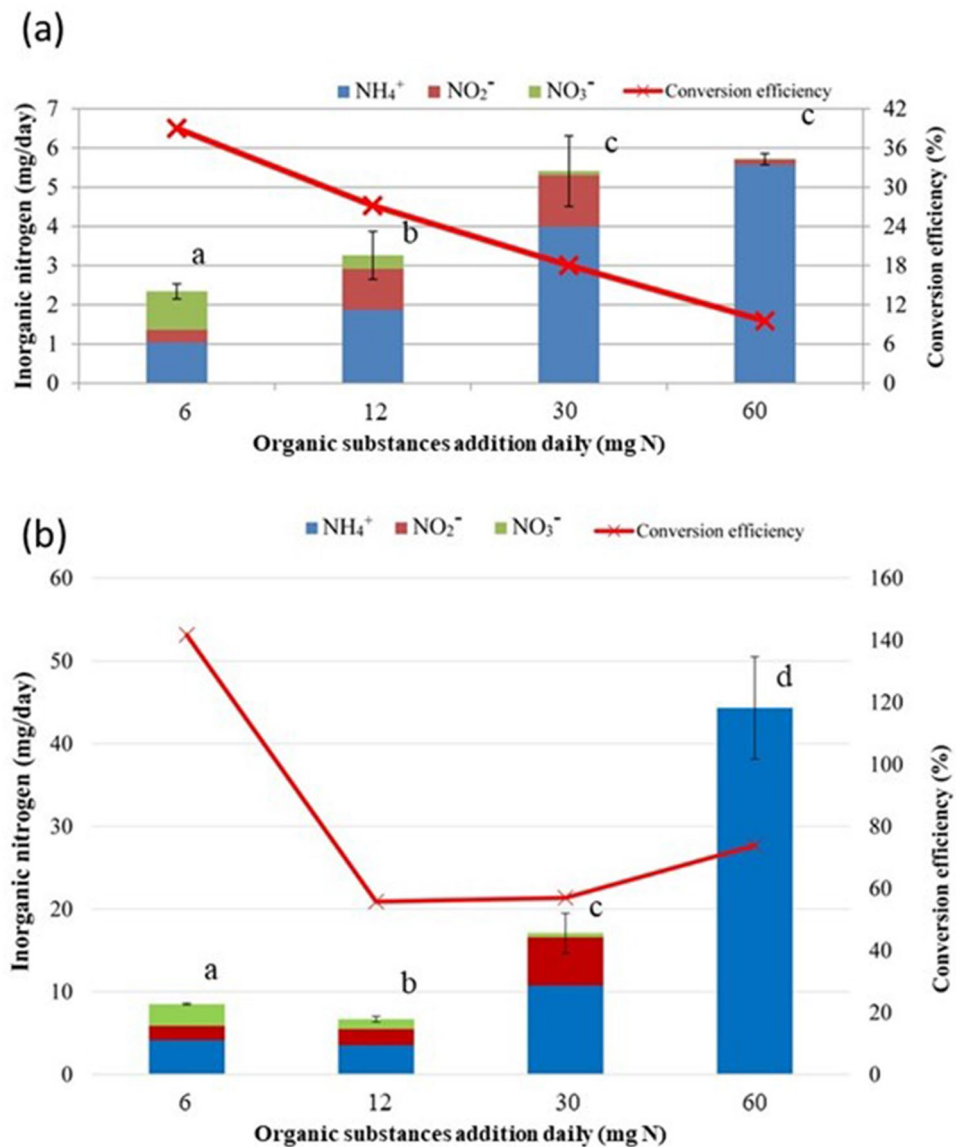 (a)
NH₄⁺ NO₂⁻ NO₃⁻ Conversion efficiency
Inorganic nitrogen (mg/day)
7
6
5
4
3
2
1
0
a
b
c
c
42
36
30
24
18
12
6
0
Conversion efficiency (%)
6 12 30 60
Organic substances addition daily (mg N)
(b)
NH₄⁺ NO₂⁻ NO₃⁻ Conversion efficiency
Inorganic nitrogen (mg/day)
60
50
40
30
20
10
0
a
b
c
d
160
140
120
100
80
60
40
20
0
Conversion efficiency (%)
6 12 30 60
Organic substances addition daily (mg N)